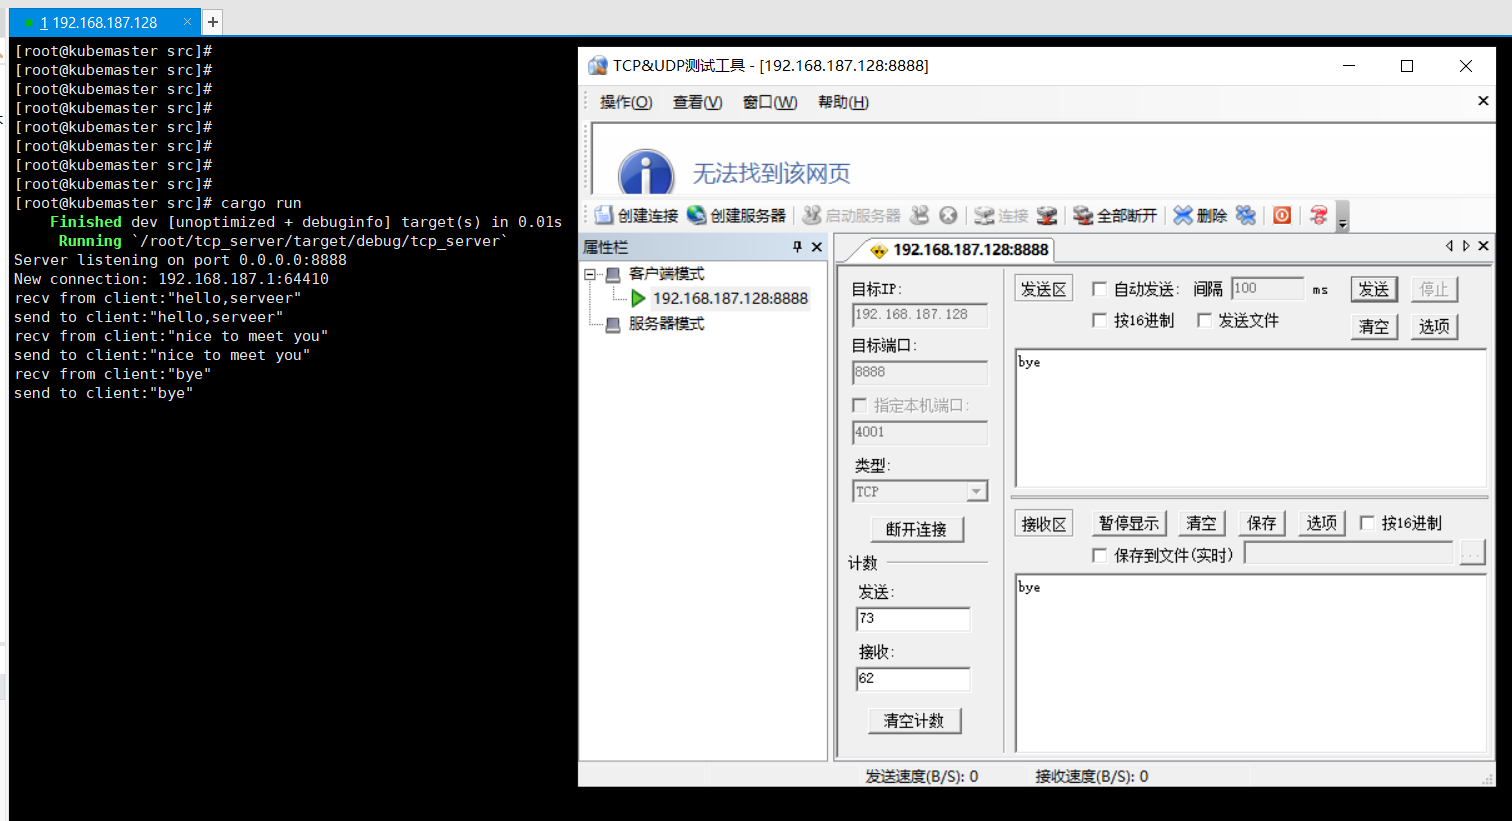 1 192.168.187.128
[root@kubemaster src]#
[root@kubemaster src]#
[root@kubemaster src]#
[root@kubemaster src]#
[root@kubemaster src]#
[root@kubemaster src]#
[root@kubemaster src]#
[root@kubemaster src]#
[root@kubemaster src]# cargo run
Finished dev [unoptimized + debuginfo] target(s) in 0.01s
Running `/root/tcp_server/target/debug/tcp_server`
Server listening on port 0.0.0.0:8888
New connection: 192.168.187.1:64410
recv from client:"hello,serveer"
send to client:"hello,serveer"
recv from client:"nice to meet you"
send to client:"nice to meet you"
recv from client:"bye"
send to client:"bye"
TCP&UDP测试工具 - [192.168.187.128:8888]
操作(O) 查看(V) 窗口(W) 帮助(H)
无法找到该网页
创建连接 创建服务器 启动服务器 连接 全部断开 删除
属性栏
客户端模式
192.168.187.128:8888
服务器模式
192.168.187.128:8888
目标IP:
192.168.187.128
目标端口:
8888
指定本机端口:
4001
类型:
TCP
断开连接
计数
发送:
73
接收:
62
清空计数
发送区 自动发送: 间隔 100 ms 发送 停止
按16进制 发送文件 清空 选项
bye
接收区 暂停显示 清空 保存 选项 按16进制
保存到文件(实时) ...
bye
发送速度(B/S): 0 接收速度(B/S): 0